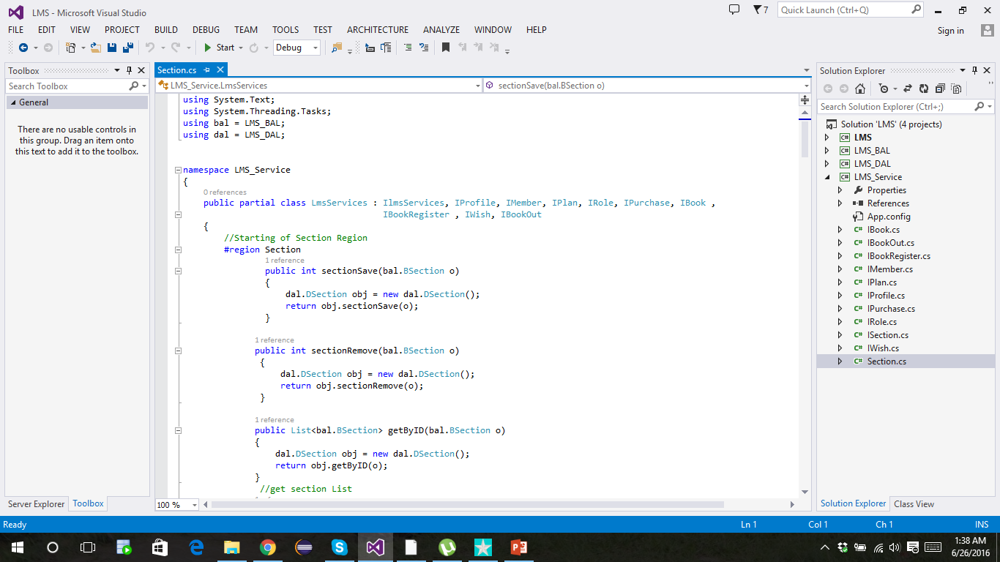 LMS - Microsoft Visual Studio
7
Quick Launch (Ctrl+Q)
FILE EDIT VIEW PROJECT BUILD DEBUG TEAM TOOLS TEST ARCHITECTURE ANALYZE WINDOW HELP
Sign in
Start
Debug
Toolbox
Search Toolbox
General
There are no usable controls in
this group. Drag an item onto
this text to add it to the toolbox.
Server Explorer Toolbox
Section.cs
LMS_Service.LmsServices
sectionSave(bal.BSection o)
using System.Text;
using System.Threading.Tasks;
using bal = LMS_BAL;
using dal = LMS_DAL;
namespace LMS_Service
{
0 references
public partial class LmsServices : IlmsServices, IProfile, IMember, IPlan, IRole, IPurchase, IBook ,
IBookRegister , IWish, IBookOut
{
//Starting of Section Region
#region Section
1 reference
public int sectionSave(bal.BSection o)
{
dal.DSection obj = new dal.DSection();
return obj.sectionSave(o);
}
1 reference
public int sectionRemove(bal.BSection o)
{
dal.DSection obj = new dal.DSection();
return obj.sectionRemove(o);
}
1 reference
public List<bal.BSection> getByID(bal.BSection o)
{
dal.DSection obj = new dal.DSection();
return obj.getByID(o);
}
//get section List
100 %
Solution Explorer
Search Solution Explorer (Ctrl+;)
Solution 'LMS' (4 projects)
C# LMS
C# LMS_BAL
C# LMS_DAL
C# LMS_Service
Properties
References
App.config
C# IBook.cs
C# IBookOut.cs
C# IBookRegister.cs
C# IMember.cs
C# IPlan.cs
C# IProfile.cs
C# IPurchase.cs
C# IRole.cs
C# ISection.cs
C# IWish.cs
C# Section.cs
Solution Explorer Class View
Ready
Ln 1 Col 1 Ch 1 INS
1:38 AM
6/26/2016